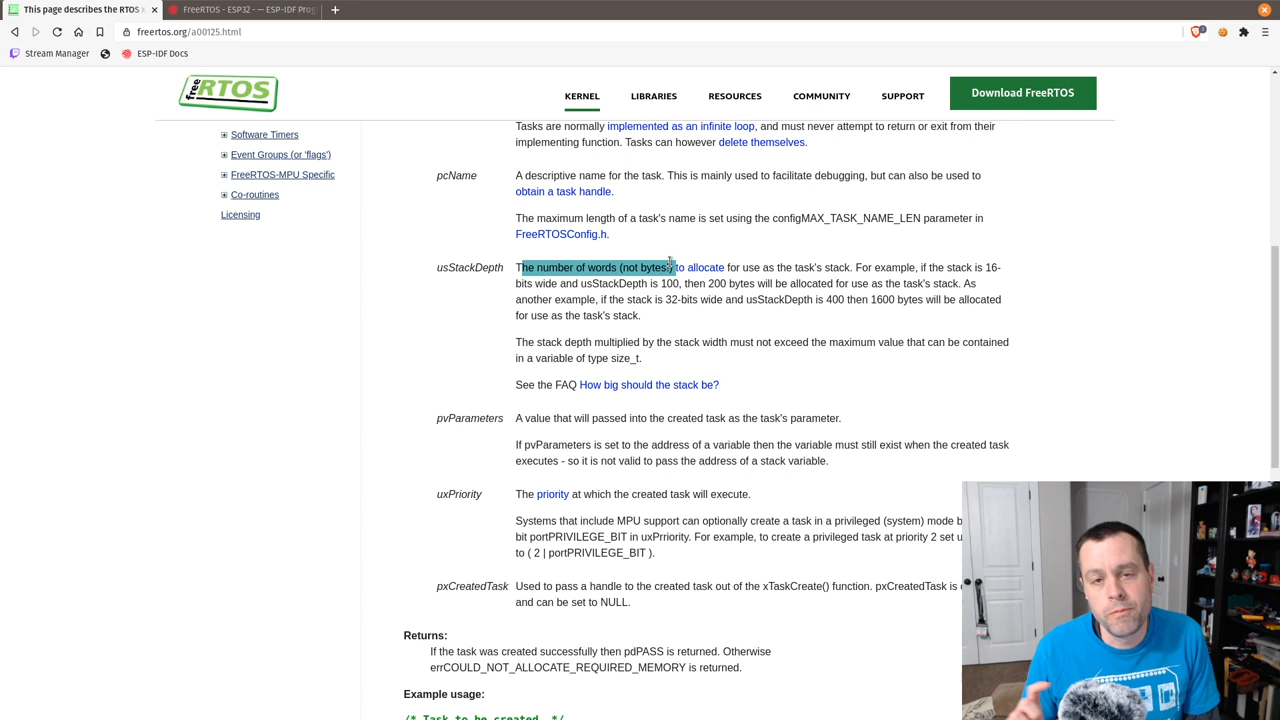 This page describes the RTOS x
FreeRTOS - ESP32 - — ESP-IDF Prog
freertos.org/a00125.html
Stream Manager
ESP-IDF Docs
free RTOS
KERNEL
LIBRARIES
RESOURCES
COMMUNITY
SUPPORT
Download FreeRTOS
Software Timers
Event Groups (or 'flags')
FreeRTOS-MPU Specific
Co-routines
Licensing
Tasks are normally implemented as an infinite loop, and must never attempt to return or exit from their
implementing function. Tasks can however delete themselves.
pcName
A descriptive name for the task. This is mainly used to facilitate debugging, but can also be used to
obtain a task handle.
The maximum length of a task's name is set using the configMAX_TASK_NAME_LEN parameter in
FreeRTOSConfig.h.
usStackDepth
The number of words (not bytes!) to allocate for use as the task's stack. For example, if the stack is 16-
bits wide and usStackDepth is 100, then 200 bytes will be allocated for use as the task's stack. As
another example, if the stack is 32-bits wide and usStackDepth is 400 then 1600 bytes will be allocated
for use as the task's stack.
The stack depth multiplied by the stack width must not exceed the maximum value that can be contained
in a variable of type size_t.
See the FAQ How big should the stack be?
pvParameters
A value that will passed into the created task as the task's parameter.
If pvParameters is set to the address of a variable then the variable must still exist when the created task
executes - so it is not valid to pass the address of a stack variable.
uxPriority
The priority at which the created task will execute.
Systems that include MPU support can optionally create a task in a privileged (system) mode b
bit portPRIVILEGE_BIT in uxPrriority. For example, to create a privileged task at priority 2 set u
to ( 2 | portPRIVILEGE_BIT ).
pxCreatedTask
Used to pass a handle to the created task out of the xTaskCreate() function. pxCreatedTask is
and can be set to NULL.
Returns:
If the task was created successfully then pdPASS is returned. Otherwise
errCOULD_NOT_ALLOCATE_REQUIRED_MEMORY is returned.
Example usage:
/* Task to be created. */